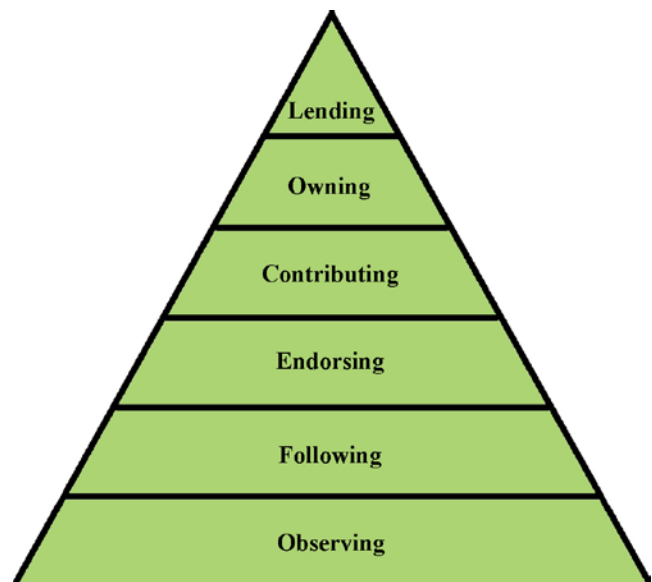 Lending
Owning
Contributing
Endorsing
Following
Observing